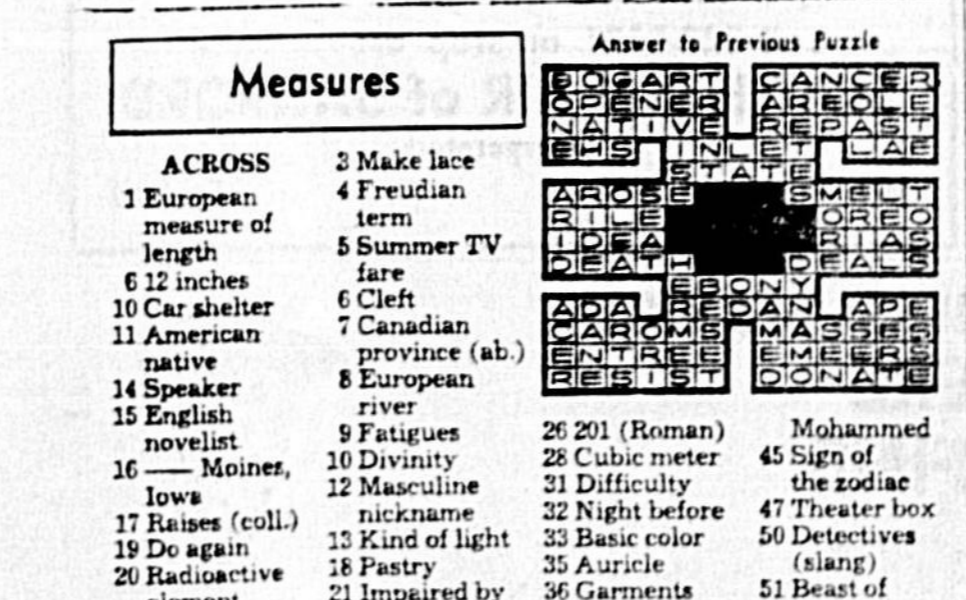 Measures
ACROSS
1 European
measure of
length
6 12 inches
10 Car shelter
11 American
native
14 Speaker
15 English
novelist
16 —— Moines,
Iowa
17 Raises (coll.)
19 Do again
20 Radioactive
3 Make lace
4 Freudian
term
5 Summer TV
fare
6 Cleft
7 Canadian
province (ab.)
8 European
river
9 Fatigues
10 Divinity
12 Masculine
nickname
13 Kind of light
18 Pastry
21 Impaired by
Answer to Previous Puzzle
BOGART CANCER
OPENER AREOLE
NATIVE REPAST
EHS INLET LAE
STATE
AROSE SMELT
RILE OREO
IDEA RIAS
DEATH DEALS
EBONY
ADA REDAN APE
CAROMS MASSES
ENTREE EMEERS
RESIST DONATE
26 201 (Roman)
28 Cubic meter
31 Difficulty
32 Night before
33 Basic color
35 Auricle
36 Garments
Mohammed
45 Sign of
the zodiac
47 Theater box
50 Detectives
(slang)
51 Beast of